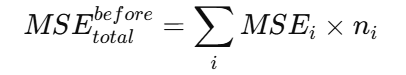 $MSE_{total}^{before} = \sum_{i} MSE_i \times n_i$